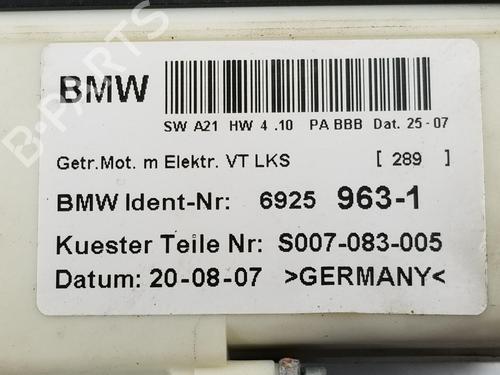 BMW
SW A21 HW 4 .10 PA BBB Dat. 25-07
Getr.Mot. m Elektr. VT LKS [ 289 ]
BMW Ident-Nr: 6925 963-1
Kuester Teile Nr: S007-083-005
Datum: 20-08-07 >GERMANY<
B-PARTS